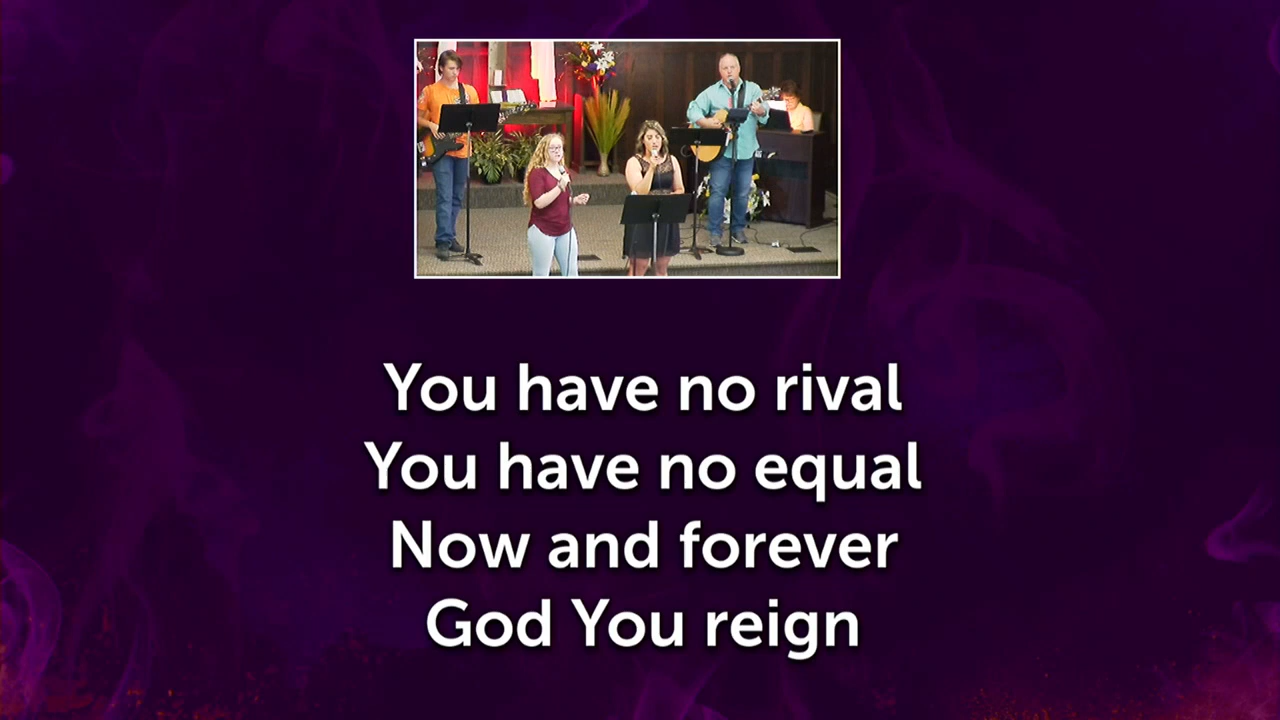 You have no rival
You have no equal
Now and forever
God You reign